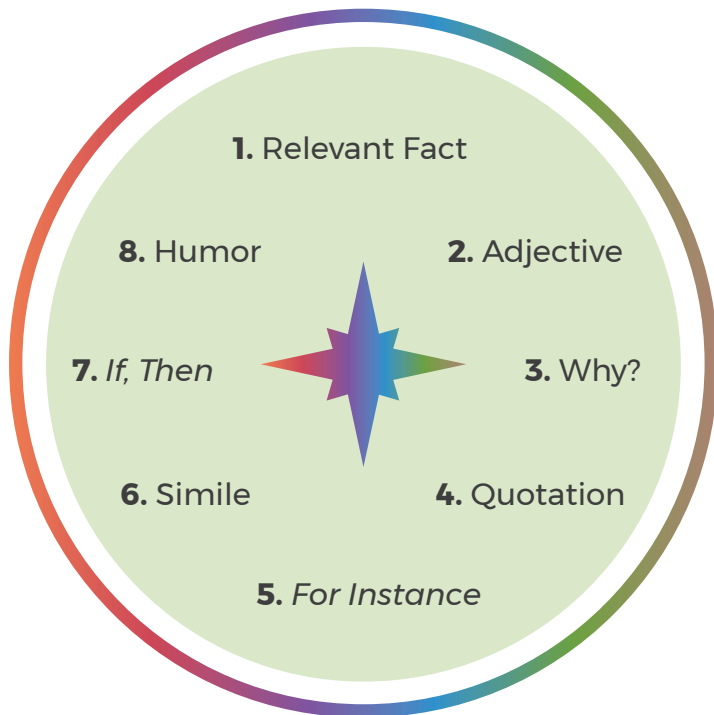 1. Relevant Fact
2. Adjective
3. Why?
4. Quotation
5. For Instance
6. Simile
7. If, Then
8. Humor